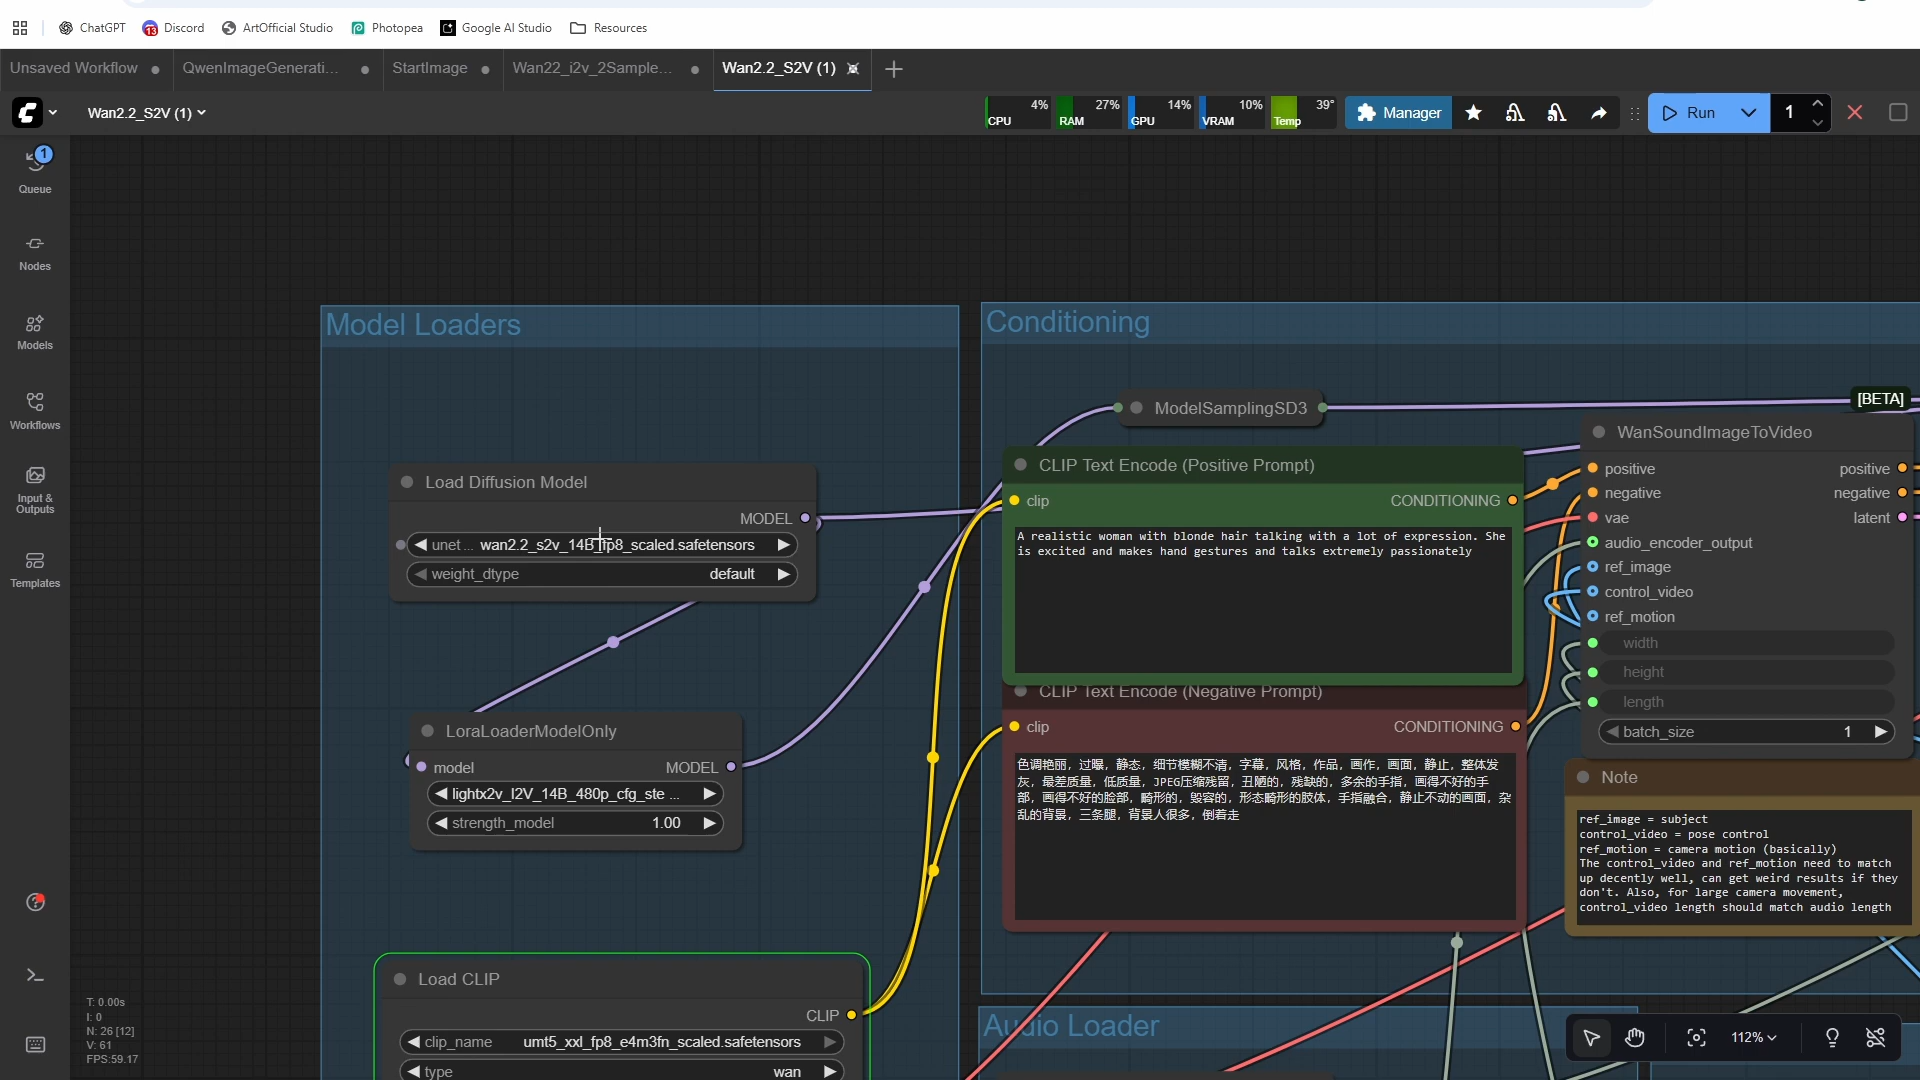 ChatGPT
13
Discord
ArtOfficial Studio
Photopea
Google AI Studio
Resources
Unsaved Workflow
QwenImageGenerati...
StartImage
Wan22_i2v_2Sample...
Wan2.2_S2V (1)
Wan2.2_S2V (1)
4%
CPU
27%
RAM
14%
GPU
10%
VRAM
39°
Temp
Manager
Run
1
1
Queue
Nodes
Models
Workflows
Input &
Outputs
Templates
Model Loaders
Load Diffusion Model
MODEL
unet ... wan2.2_s2v_14B_fp8_scaled.safetensors
weight_dtype default
LoraLoaderModelOnly
model MODEL
lightx2v_I2V_14B_480p_cfg_ste ...
strength_model 1.00
Load CLIP
CLIP
clip_name umt5_xxl_fp8_e4m3fn_scaled.safetensors
type wan
Conditioning
ModelSamplingSD3
CLIP Text Encode (Positive Prompt)
clip CONDITIONING
A realistic woman with blonde hair talking with a lot of expression. She
is excited and makes hand gestures and talks extremely passionately
CLIP Text Encode (Negative Prompt)
clip CONDITIONING
色调艳丽，过曝，静态，细节模糊不清，字幕，风格，作品，画作，画面，静止，整体发
灰，最差质量，低质量，JPEG压缩残留，丑陋的，残缺的，多余的手指，画得不好的手
部，画得不好的脸部，畸形的，毁容的，形态畸形的肢体，手指融合，静止不动的画面，杂
乱的背景，三条腿，背景人很多，倒着走
[BETA]
WanSoundImageToVideo
positive positive
negative negative
vae latent
audio_encoder_output
ref_image
control_video
ref_motion
width
height
length
batch_size 1
Note
ref_image = subject
control_video = pose control
ref_motion = camera motion (basically)
The control_video and ref_motion need to match
up decently well, can get weird results if they
don't. Also, for large camera movement,
control_video length should match audio length
Audio Loader
T: 0.00s
I: 0
N: 26 [12]
V: 61
FPS:59.17
112%